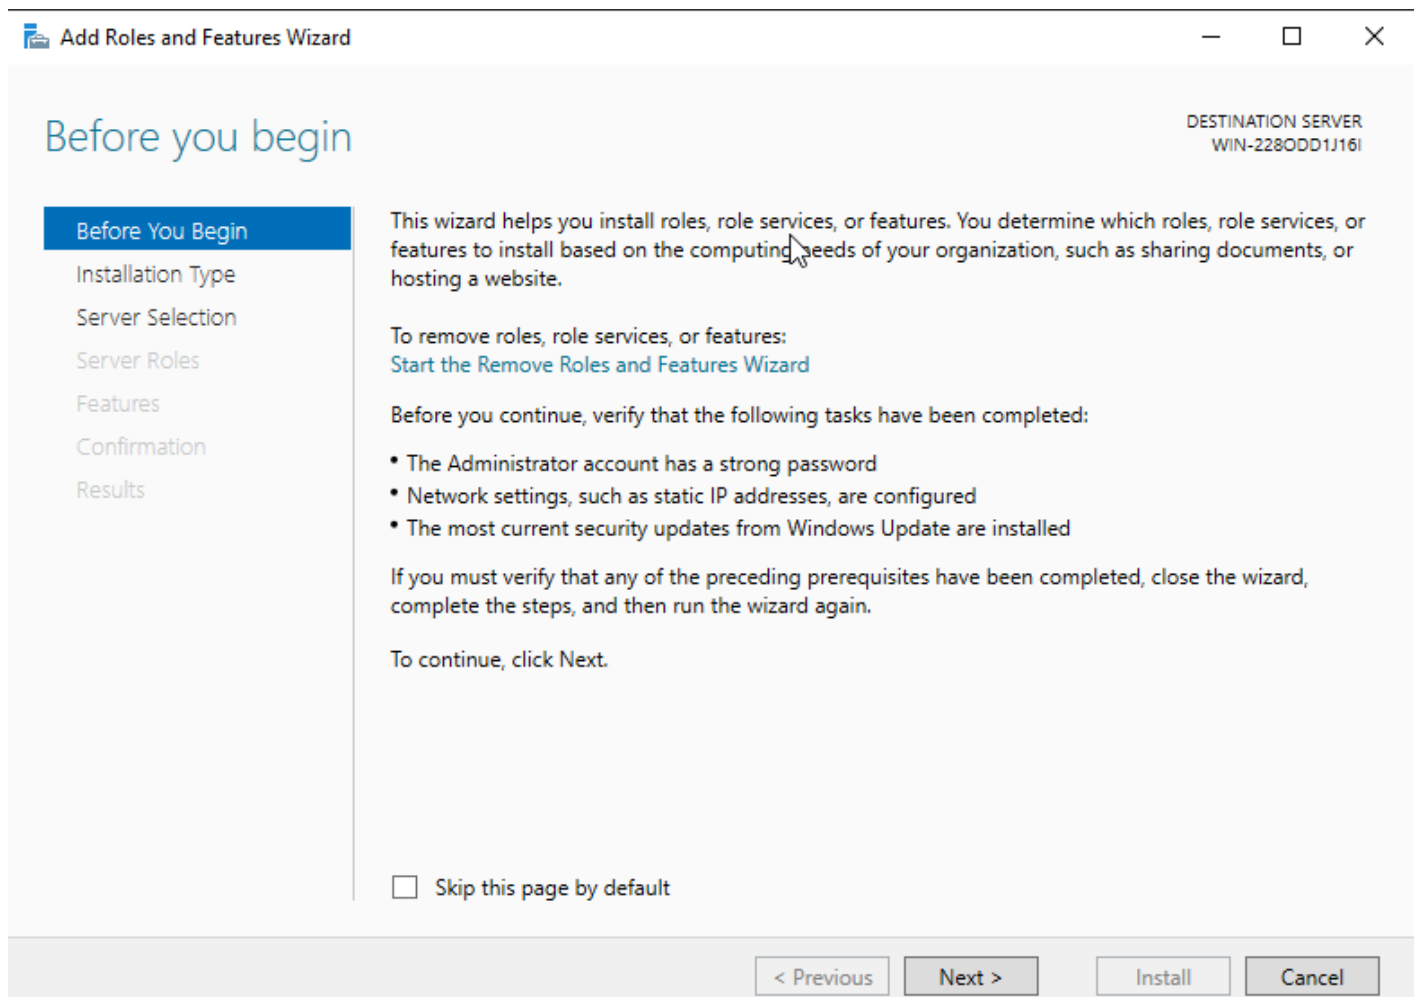 Add Roles and Features Wizard
Before you begin
DESTINATION SERVER
WIN-228ODD1J16I
Before You Begin
Installation Type
Server Selection
Server Roles
Features
Confirmation
Results
This wizard helps you install roles, role services, or features. You determine which roles, role services, or
features to install based on the computing needs of your organization, such as sharing documents, or
hosting a website.
To remove roles, role services, or features:
Start the Remove Roles and Features Wizard
Before you continue, verify that the following tasks have been completed:
• The Administrator account has a strong password
• Network settings, such as static IP addresses, are configured
• The most current security updates from Windows Update are installed
If you must verify that any of the preceding prerequisites have been completed, close the wizard,
complete the steps, and then run the wizard again.
To continue, click Next.
Skip this page by default
< Previous
Next >
Install
Cancel